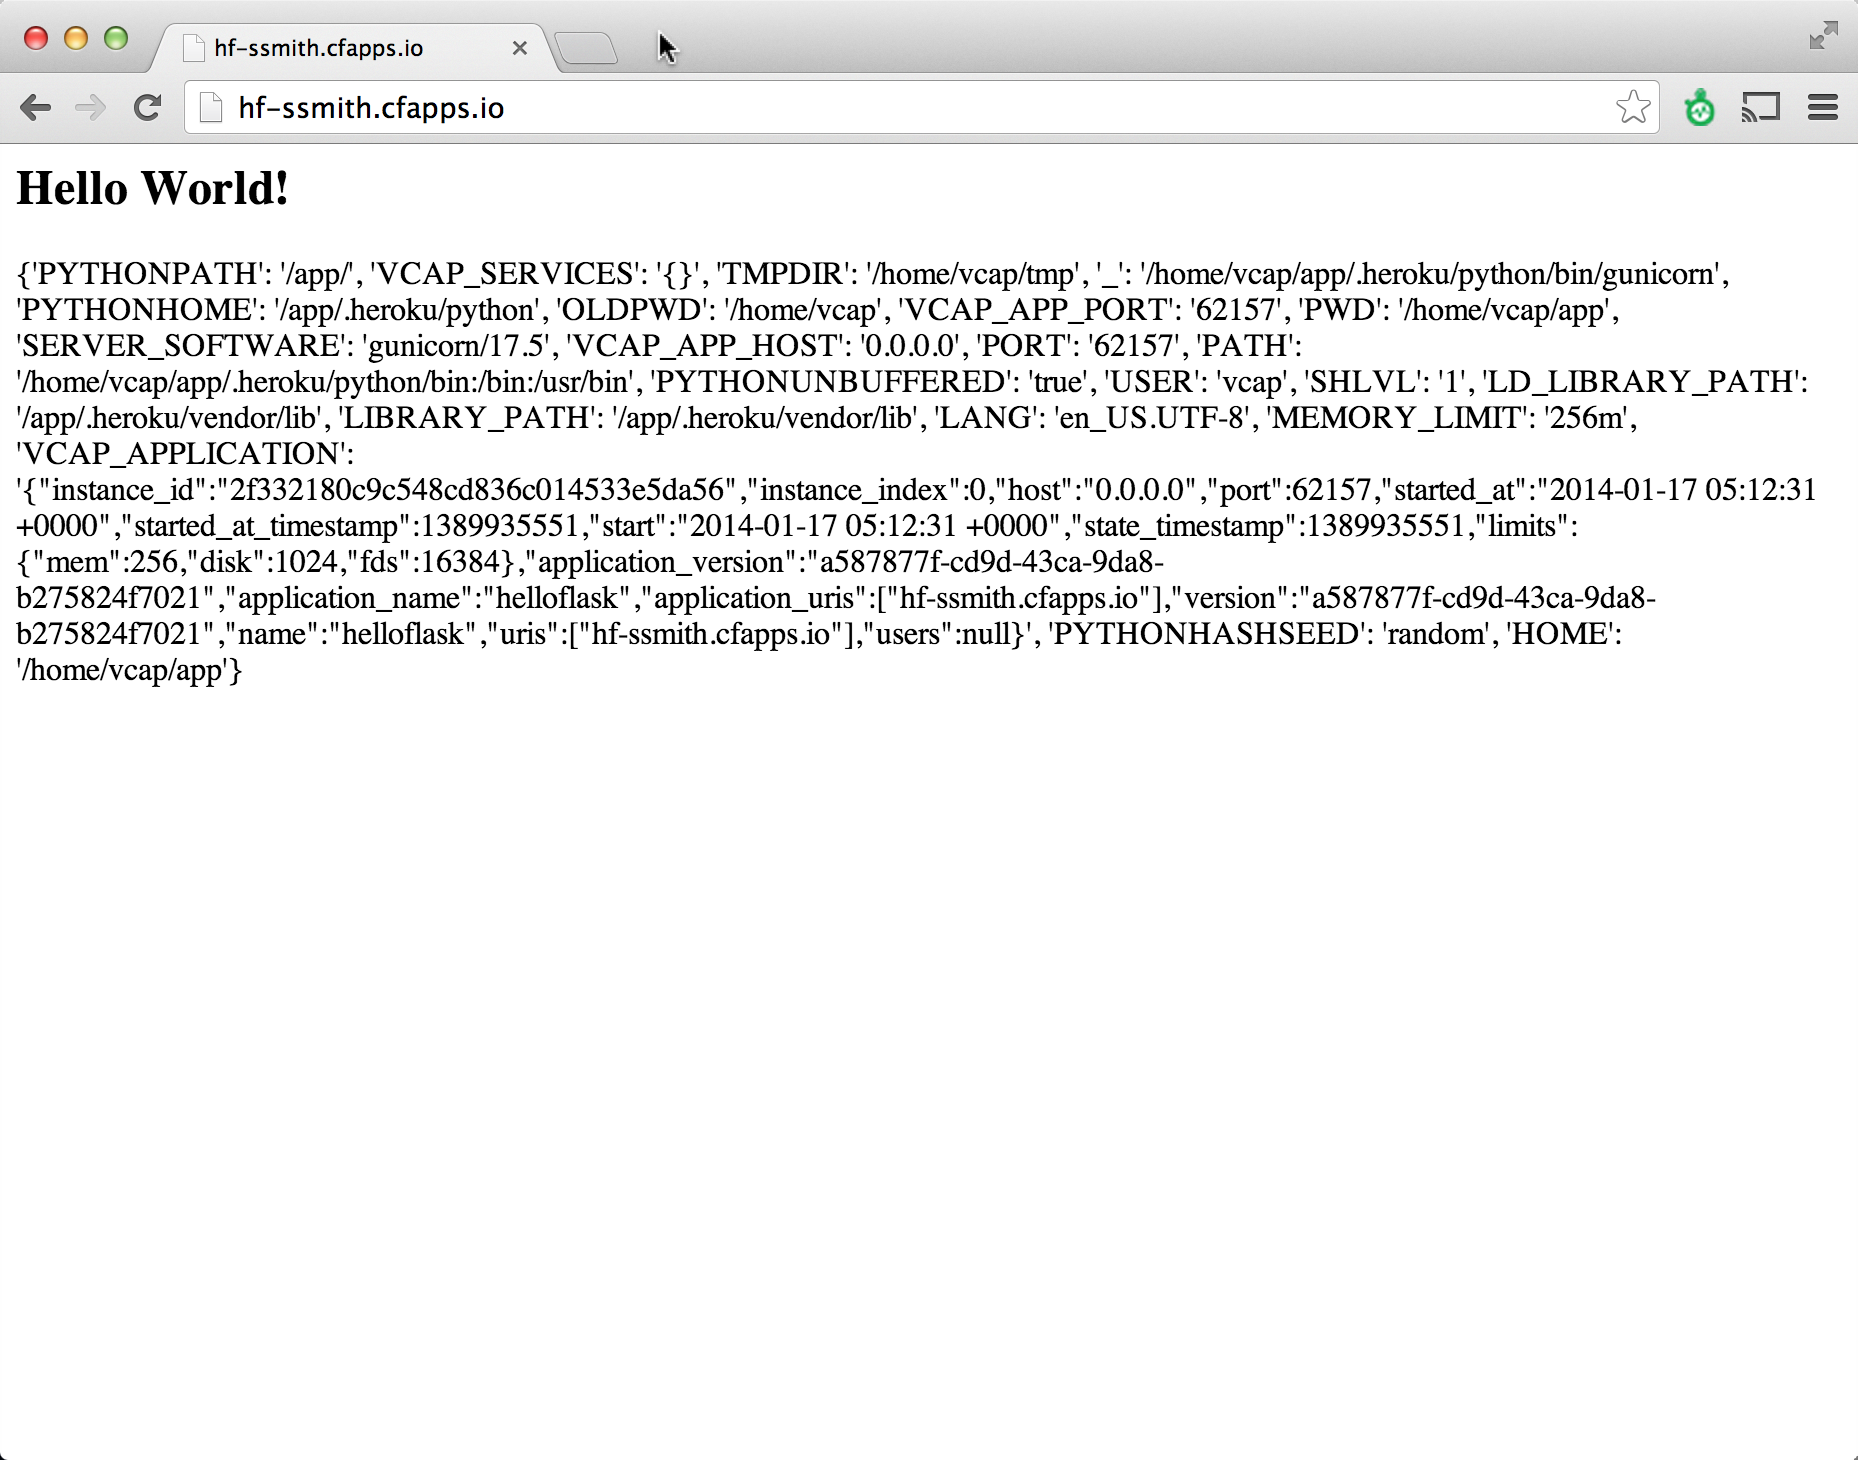 hf-ssmith.cfapps.io
hf-ssmith.cfapps.io
Hello World!
{'PYTHONPATH': '/app/', 'VCAP_SERVICES': '{}', 'TMPDIR': '/home/vcap/tmp', '_': '/home/vcap/app/.heroku/python/bin/gunicorn',
'PYTHONHOME': '/app/.heroku/python', 'OLDPWD': '/home/vcap', 'VCAP_APP_PORT': '62157', 'PWD': '/home/vcap/app',
'SERVER_SOFTWARE': 'gunicorn/17.5', 'VCAP_APP_HOST': '0.0.0.0', 'PORT': '62157', 'PATH':
'/home/vcap/app/.heroku/python/bin:/bin:/usr/bin', 'PYTHONUNBUFFERED': 'true', 'USER': 'vcap', 'SHLVL': '1', 'LD_LIBRARY_PATH':
'/app/.heroku/vendor/lib', 'LIBRARY_PATH': '/app/.heroku/vendor/lib', 'LANG': 'en_US.UTF-8', 'MEMORY_LIMIT': '256m',
'VCAP_APPLICATION':
'{"instance_id":"2f332180c9c548cd836c014533e5da56","instance_index":0,"host":"0.0.0.0","port":62157,"started_at":"2014-01-17 05:12:31
+0000","started_at_timestamp":1389935551,"start":"2014-01-17 05:12:31 +0000","state_timestamp":1389935551,"limits":
{"mem":256,"disk":1024,"fds":16384},"application_version":"a587877f-cd9d-43ca-9da8-
b275824f7021","application_name":"helloflask","application_uris":["hf-ssmith.cfapps.io"],"version":"a587877f-cd9d-43ca-9da8-
b275824f7021","name":"helloflask","uris":["hf-ssmith.cfapps.io"],"users":null}', 'PYTHONHASHSEED': 'random', 'HOME':
'/home/vcap/app'}